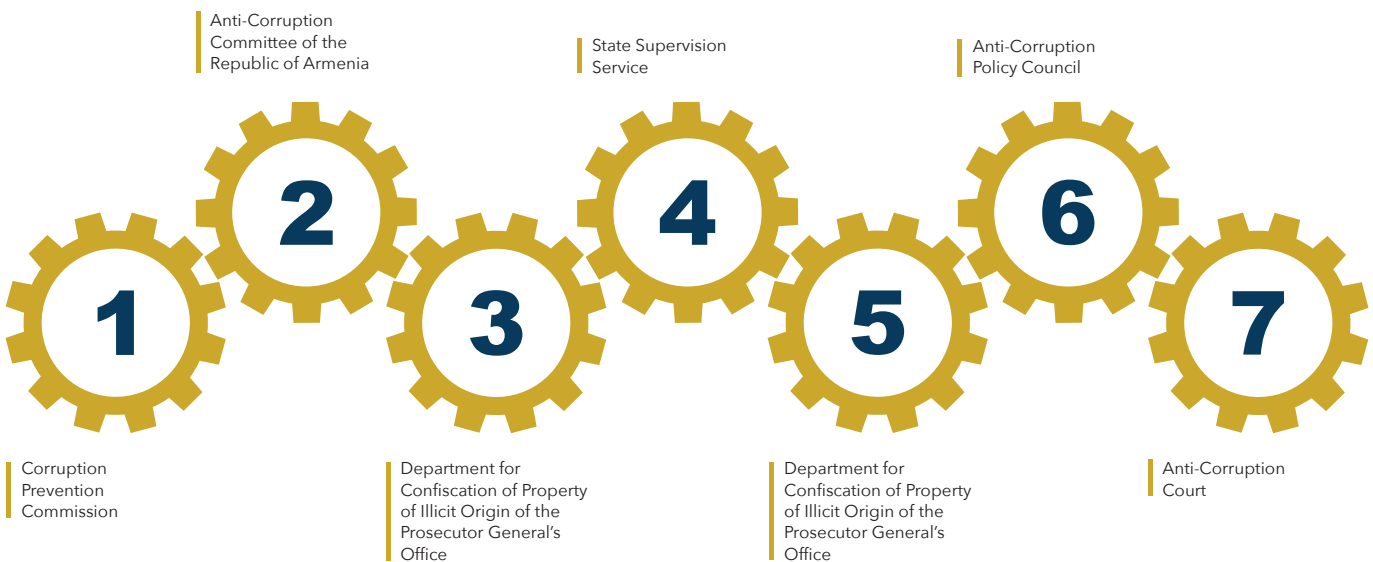 Anti-Corruption
Committee of the
Republic of Armenia
State Supervision
Service
Anti-Corruption
Policy Council
1
2
3
4
5
6
7
Corruption
Prevention
Commission
Department for
Confiscation of Property
of Illicit Origin of the
Prosecutor General’s
Office
Department for
Confiscation of Property
of Illicit Origin of the
Prosecutor General’s
Office
Anti-Corruption
Court